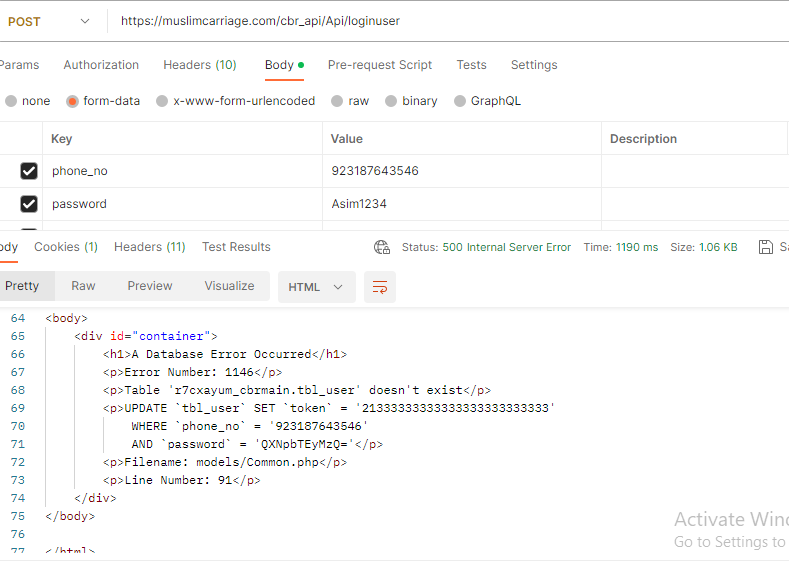 POST https://muslimcarriage.com/cbr_api/Api/loginuser
Params Authorization Headers (10) Body Pre-request Script Tests Settings
none form-data x-www-form-urlencoded raw binary GraphQL
Key Value Description
phone_no 923187643546
password Asim1234
ody Cookies (1) Headers (11) Test Results Status: 500 Internal Server Error Time: 1190 ms Size: 1.06 KB Sa
Pretty Raw Preview Visualize HTML
64 <body>
65 <div id="container">
66 <h1>A Database Error Occurred</h1>
67 <p>Error Number: 1146</p>
68 <p>Table 'r7cxayum_cbrmain.tbl_user' doesn't exist</p>
69 <p>UPDATE `tbl_user` SET `token` = '21333333333333333333333333'
70 WHERE `phone_no` = '923187643546'
71 AND `password` = 'QXNpbTEyMzQ='</p>
72 <p>Filename: models/Common.php</p>
73 <p>Line Number: 91</p>
74 </div>
75 </body>
76
77 </html>
Activate Wind
Go to Settings to